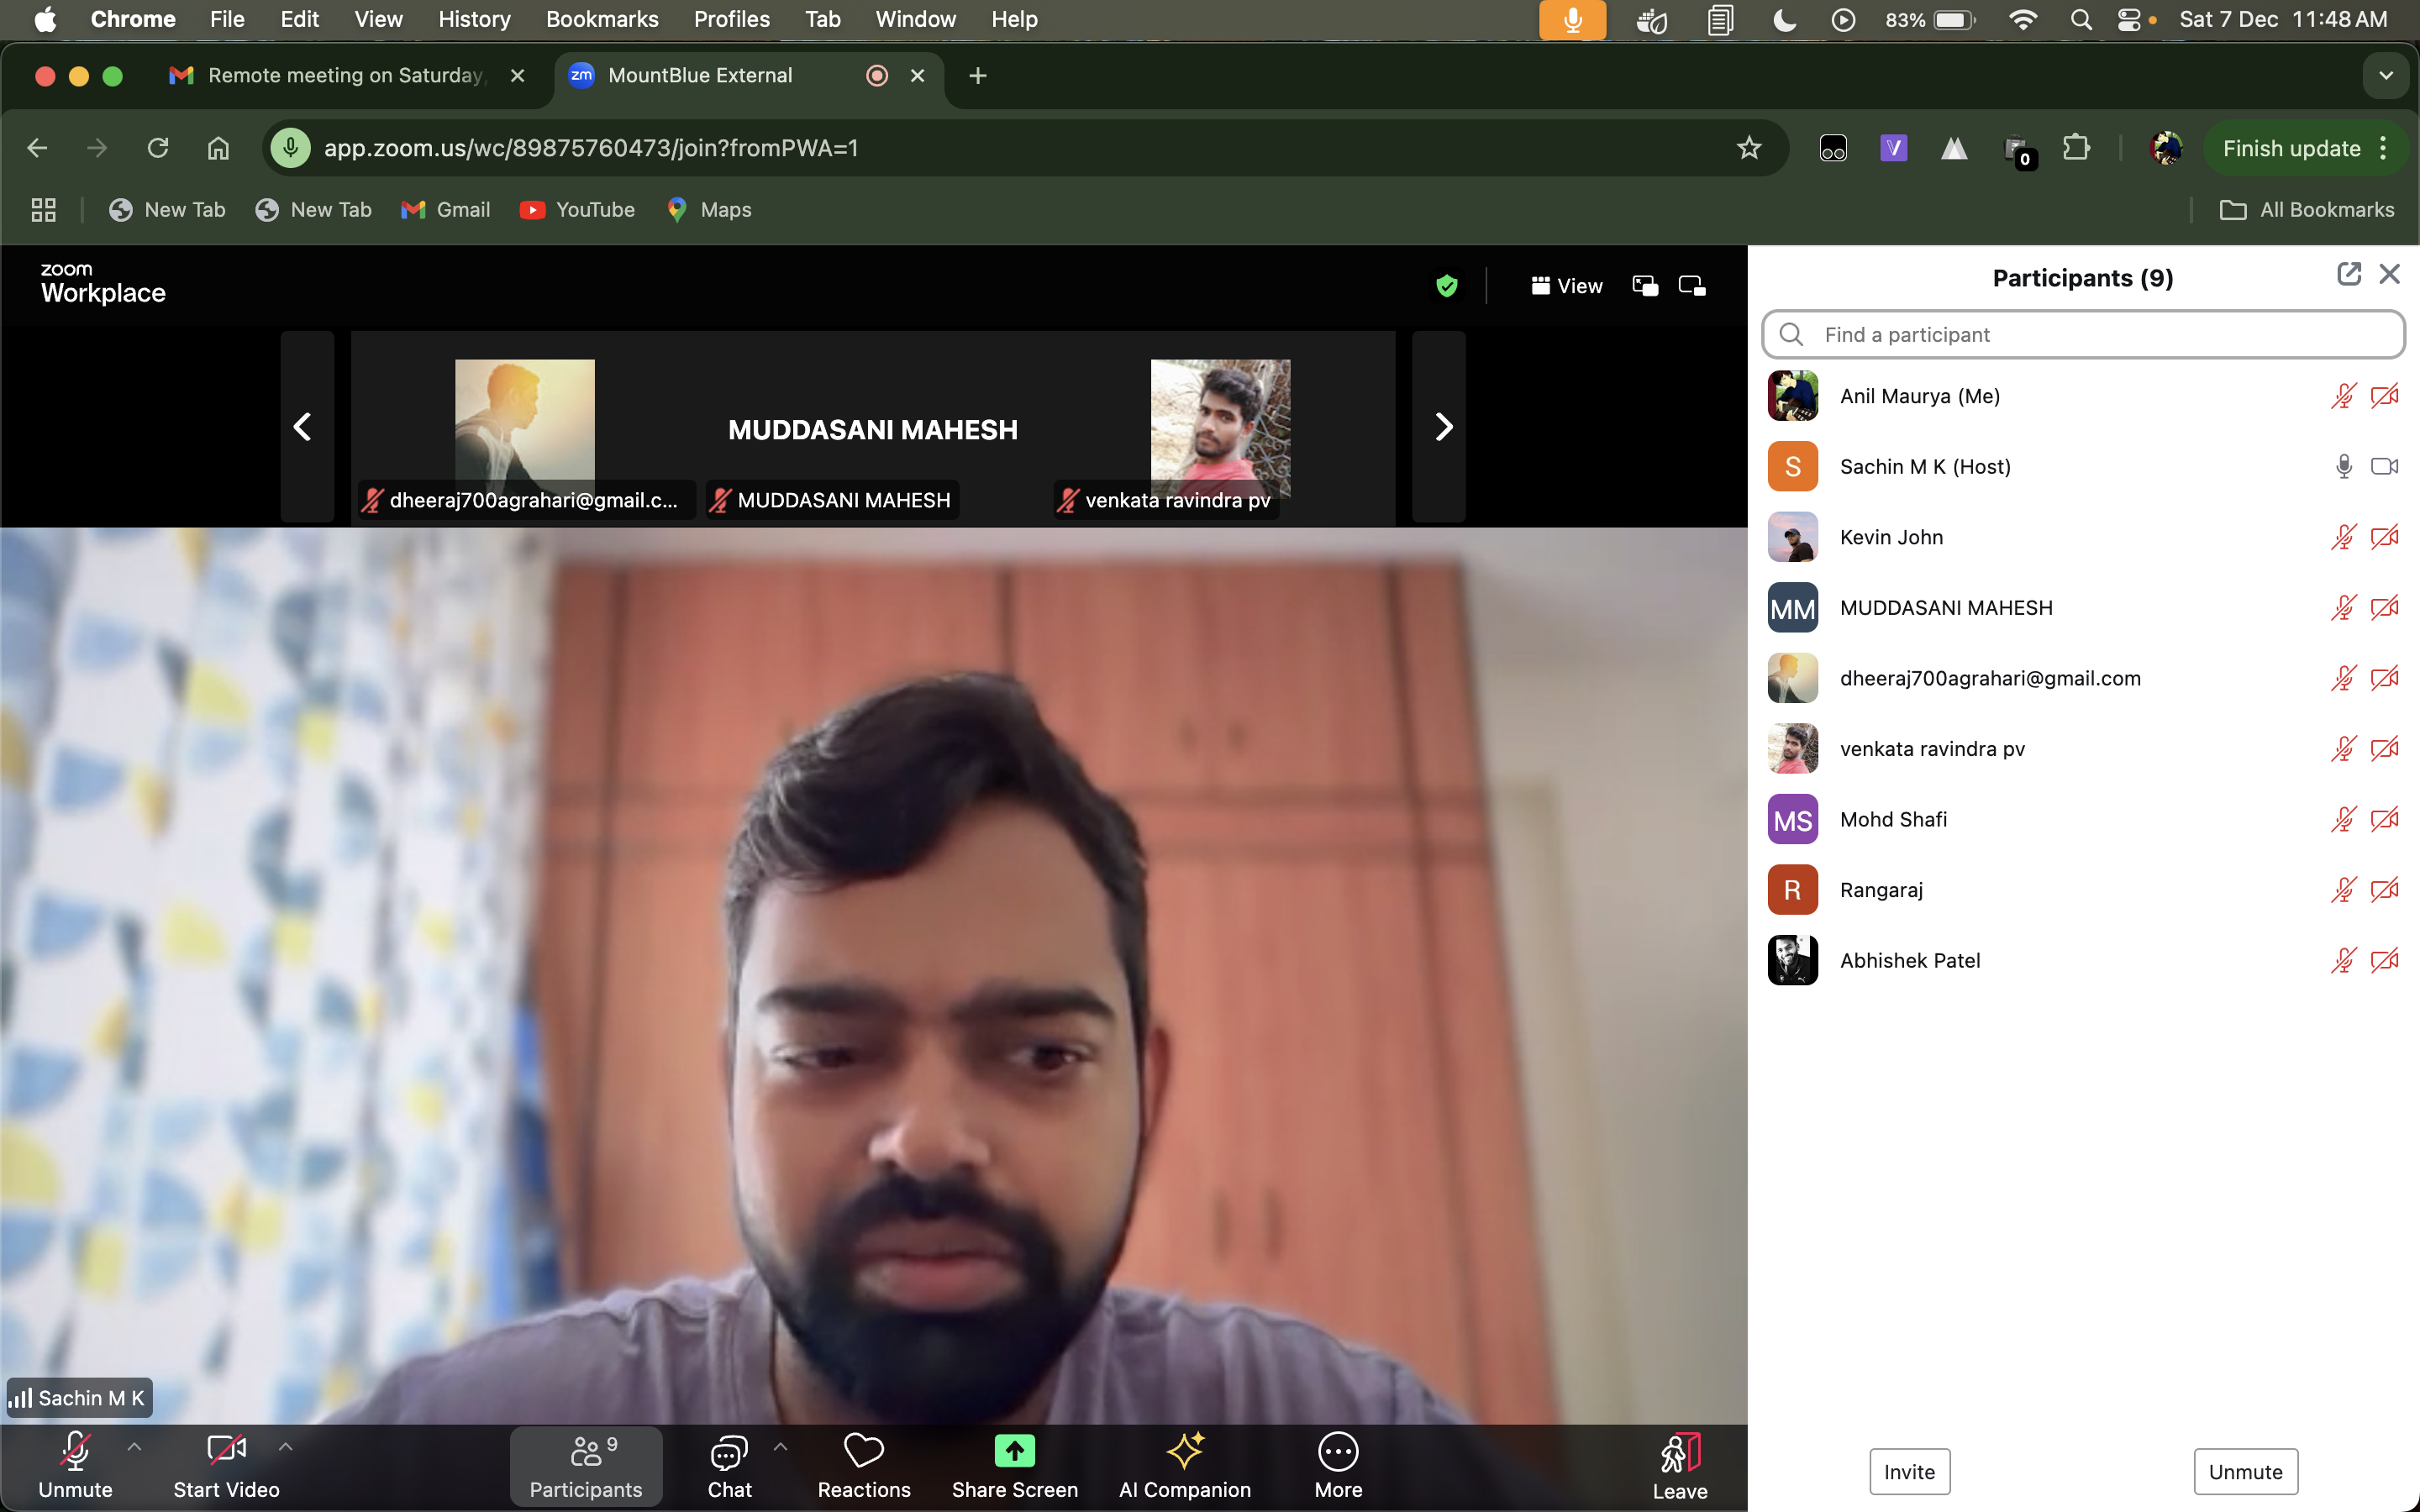 Chrome File Edit View History Bookmarks Profiles Tab Window Help 83% Sat 7 Dec 11:48 AM
Remote meeting on Saturday, zm MountBlue External
app.zoom.us/wc/89875760473/join?fromPWA=1 0 Finish update
New Tab New Tab Gmail YouTube Maps All Bookmarks
zoom
Workplace
View
MUDDASANI MAHESH
dheeraj700agrahari@gmail.c... MUDDASANI MAHESH venkata ravindra pv
Sachin M K
Participants (9)
Find a participant
Anil Maurya (Me)
S Sachin M K (Host)
Kevin John
MM MUDDASANI MAHESH
dheeraj700agrahari@gmail.com
venkata ravindra pv
MS Mohd Shafi
R Rangaraj
Abhishek Patel
9
Unmute Start Video Participants Chat Reactions Share Screen AI Companion More Leave
Invite Unmute